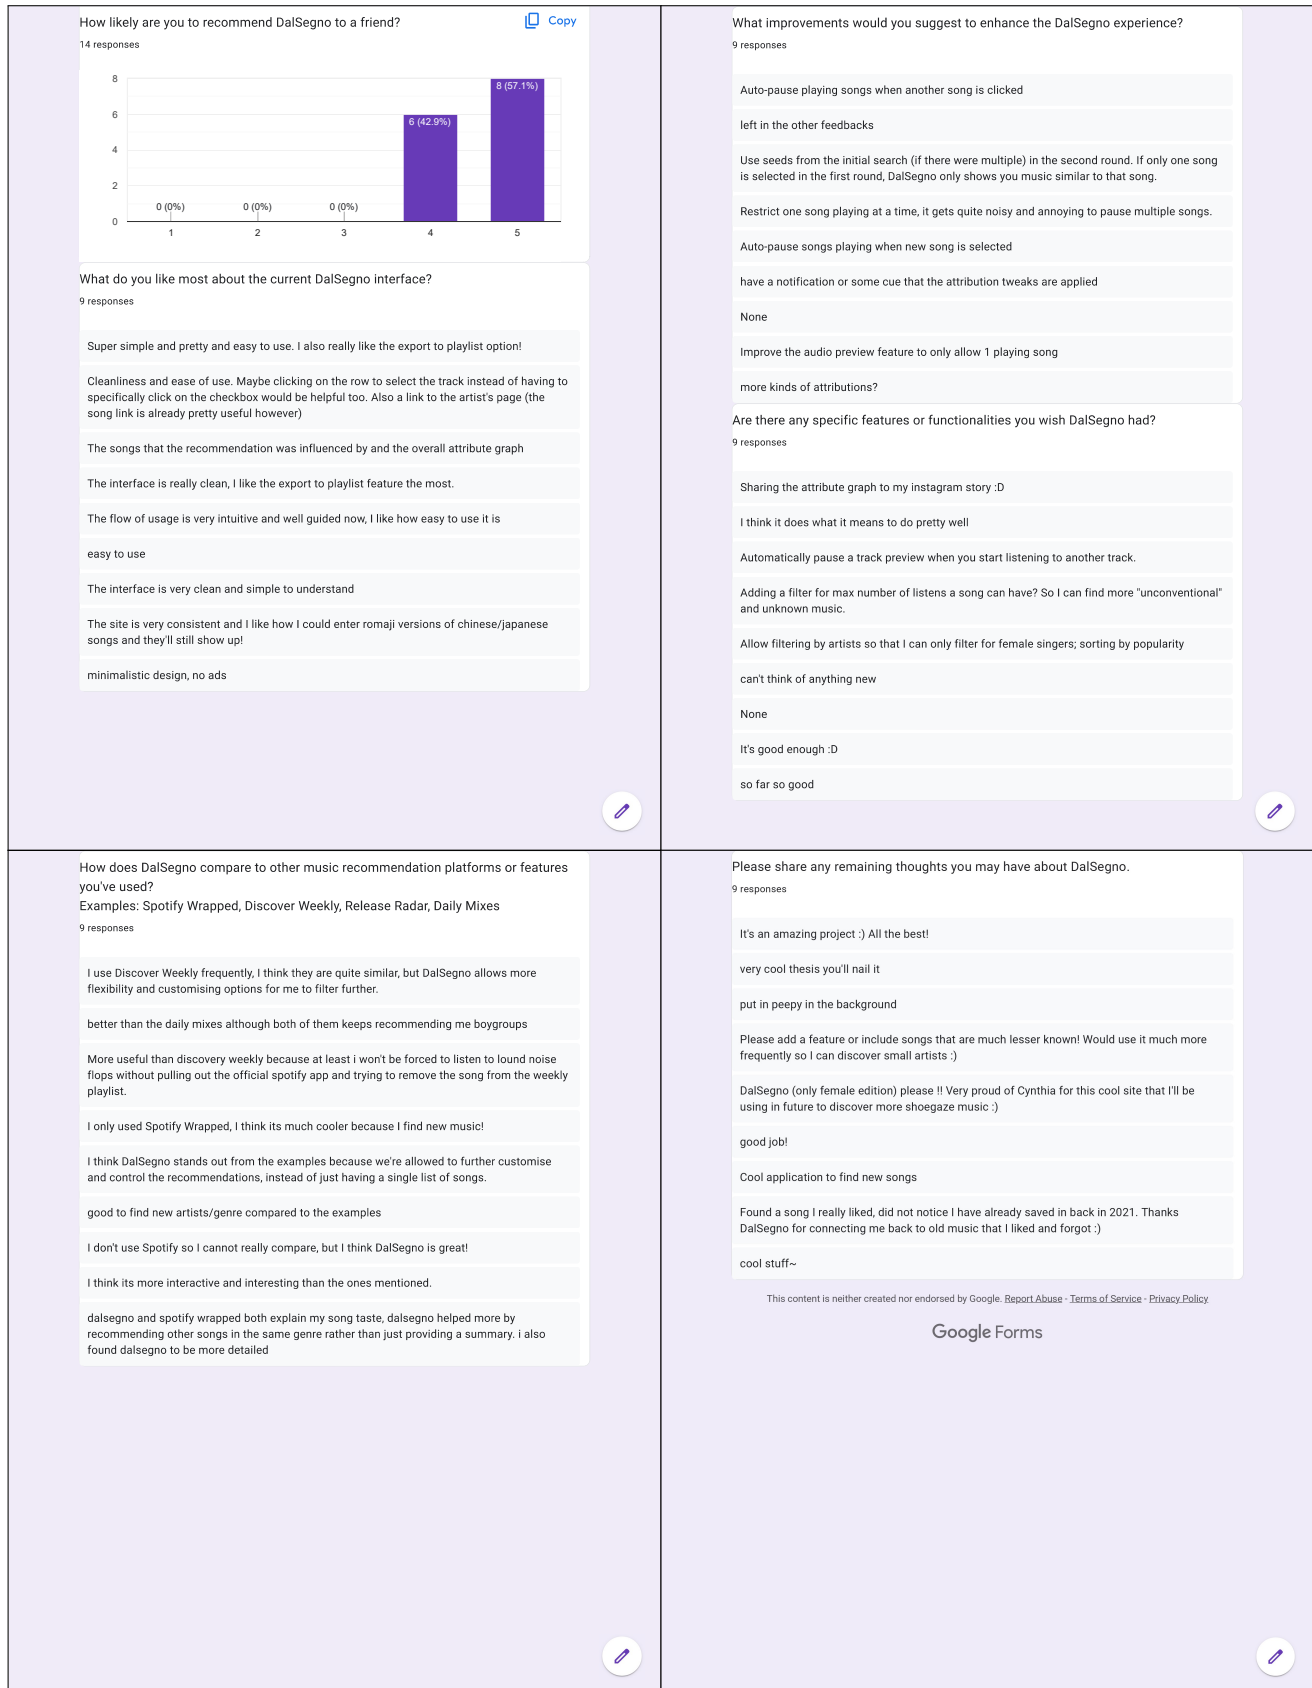 How likely are you to recommend DalSegno to a friend?
Copy
14 responses
8
6
4
2
0
0 (0%)
0 (0%)
0 (0%)
6 (42.9%)
8 (57.1%)
1
2
3
4
5
What do you like most about the current DalSegno interface?
9 responses
Super simple and pretty and easy to use. I also really like the export to playlist option!
Cleanliness and ease of use. Maybe clicking on the row to select the track instead of having to
specifically click on the checkbox would be helpful too. Also a link to the artist's page (the
song link is already pretty useful however)
The songs that the recommendation was influenced by and the overall attribute graph
The interface is really clean, I like the export to playlist feature the most.
The flow of usage is very intuitive and well guided now, I like how easy to use it is
easy to use
The interface is very clean and simple to understand
The site is very consistent and I like how I could enter romaji versions of chinese/japanese
songs and they'll still show up!
minimalistic design, no ads
What improvements would you suggest to enhance the DalSegno experience?
9 responses
Auto-pause playing songs when another song is clicked
left in the other feedbacks
Use seeds from the initial search (if there were multiple) in the second round. If only one song
is selected in the first round, DalSegno only shows you music similar to that song.
Restrict one song playing at a time, it gets quite noisy and annoying to pause multiple songs.
Auto-pause songs playing when new song is selected
have a notification or some cue that the attribution tweaks are applied
None
Improve the audio preview feature to only allow 1 playing song
more kinds of attributions?
Are there any specific features or functionalities you wish DalSegno had?
9 responses
Sharing the attribute graph to my instagram story :D
I think it does what it means to do pretty well
Automatically pause a track preview when you start listening to another track.
Adding a filter for max number of listens a song can have? So I can find more "unconventional"
and unknown music.
Allow filtering by artists so that I can only filter for female singers; sorting by popularity
can't think of anything new
None
It's good enough :D
so far so good
How does DalSegno compare to other music recommendation platforms or features
you've used?
Examples: Spotify Wrapped, Discover Weekly, Release Radar, Daily Mixes
9 responses
I use Discover Weekly frequently, I think they are quite similar, but DalSegno allows more
flexibility and customising options for me to filter further.
better than the daily mixes although both of them keeps recommending me boygroups
More useful than discovery weekly because at least i won't be forced to listen to lound noise
flops without pulling out the official spotify app and trying to remove the song from the weekly
playlist.
I only used Spotify Wrapped, I think its much cooler because I find new music!
I think DalSegno stands out from the examples because we're allowed to further customise
and control the recommendations, instead of just having a single list of songs.
good to find new artists/genre compared to the examples
I don't use Spotify so I cannot really compare, but I think DalSegno is great!
I think its more interactive and interesting than the ones mentioned.
dalsegno and spotify wrapped both explain my song taste, dalsegno helped more by
recommending other songs in the same genre rather than just providing a summary. i also
found dalsegno to be more detailed
Please share any remaining thoughts you may have about DalSegno.
9 responses
It's an amazing project :) All the best!
very cool thesis you'll nail it
put in peepy in the background
Please add a feature or include songs that are much lesser known! Would use it much more
frequently so I can discover small artists :)
DalSegno (only female edition) please !! Very proud of Cynthia for this cool site that I'll be
using in future to discover more shoegaze music :)
good job!
Cool application to find new songs
Found a song I really liked, did not notice I have already saved in back in 2021. Thanks
DalSegno for connecting me back to old music that I liked and forgot :)
cool stuff~
This content is neither created nor endorsed by Google. Report Abuse - Terms of Service - Privacy Policy
Google Forms